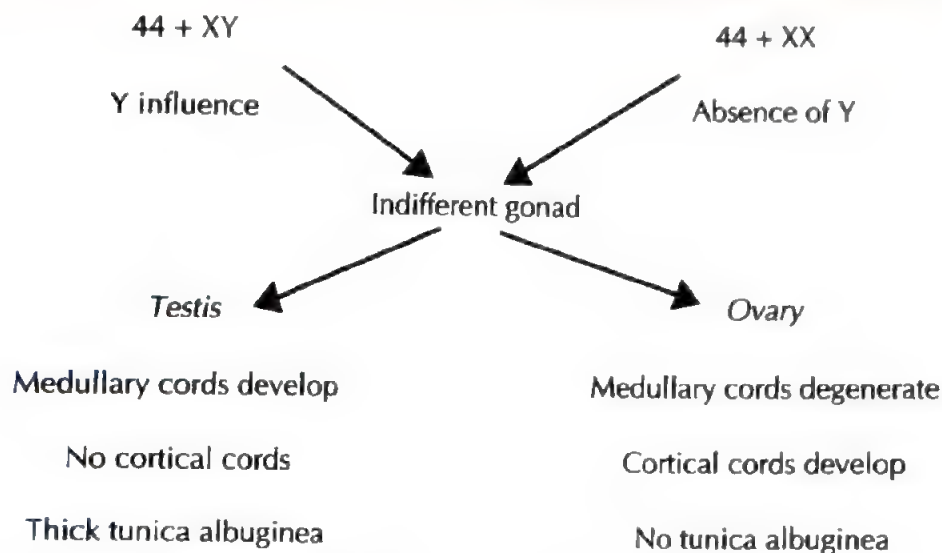 44 + XY
44 + XX
Y influence
Absence of Y
Indifferent gonad
Testis
Ovary
Medullary cords develop
Medullary cords degenerate
No cortical cords
Cortical cords develop
Thick tunica albuginea
No tunica albuginea